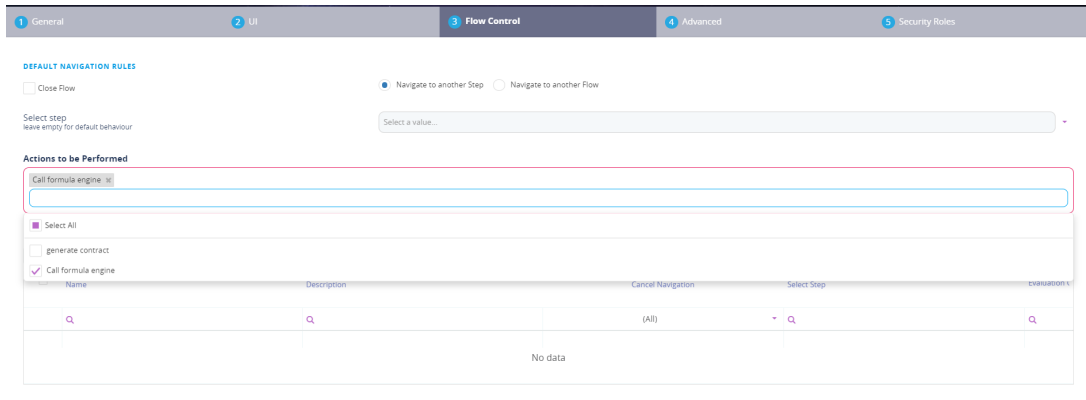 1 General 2 UI 3 Flow Control 4 Advanced 5 Security Roles
DEFAULT NAVIGATION RULES
Close Flow Navigate to another Step Navigate to another Flow
Select step
leave empty for default behaviour
Select a value...
Actions to be Performed
Call formula engine
Select All
generate contract
Call formula engine
Name Description Cancel Navigation Select Step Evaluation
(All)
No data